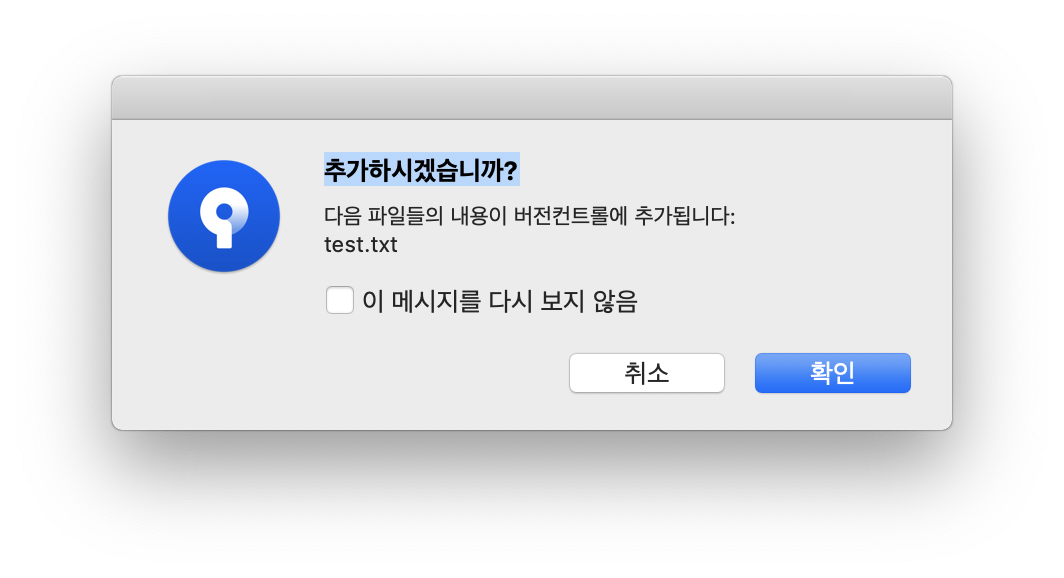 추가하시겠습니까?
다음 파일들의 내용이 버전컨트롤에 추가됩니다:
test.txt
이 메시지를 다시 보지 않음
취소
확인